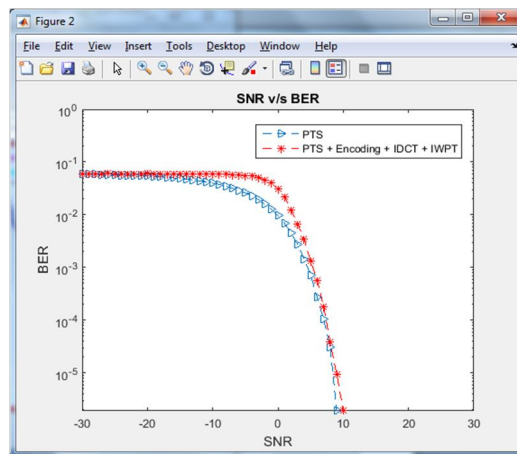 Figure 2
File Edit View Insert Tools Desktop Window Help
SNR v/s BER
PTS
PTS + Encoding + IDCT + IWPT
10^0
10^-1
10^-2
10^-3
10^-4
10^-5
BER
-30 -20 -10 0 10 20 30
SNR